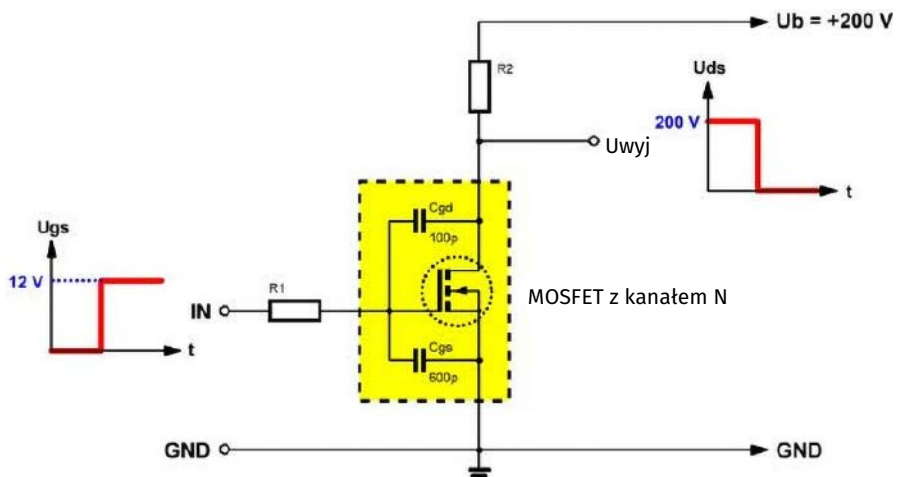 Ub = +200 V
R2
Uds
200 V
Uwyj
t
Cgd
100p
Ugs
12 V
R1
IN
MOSFET z kanałem N
t
Cgs
600p
GND
GND